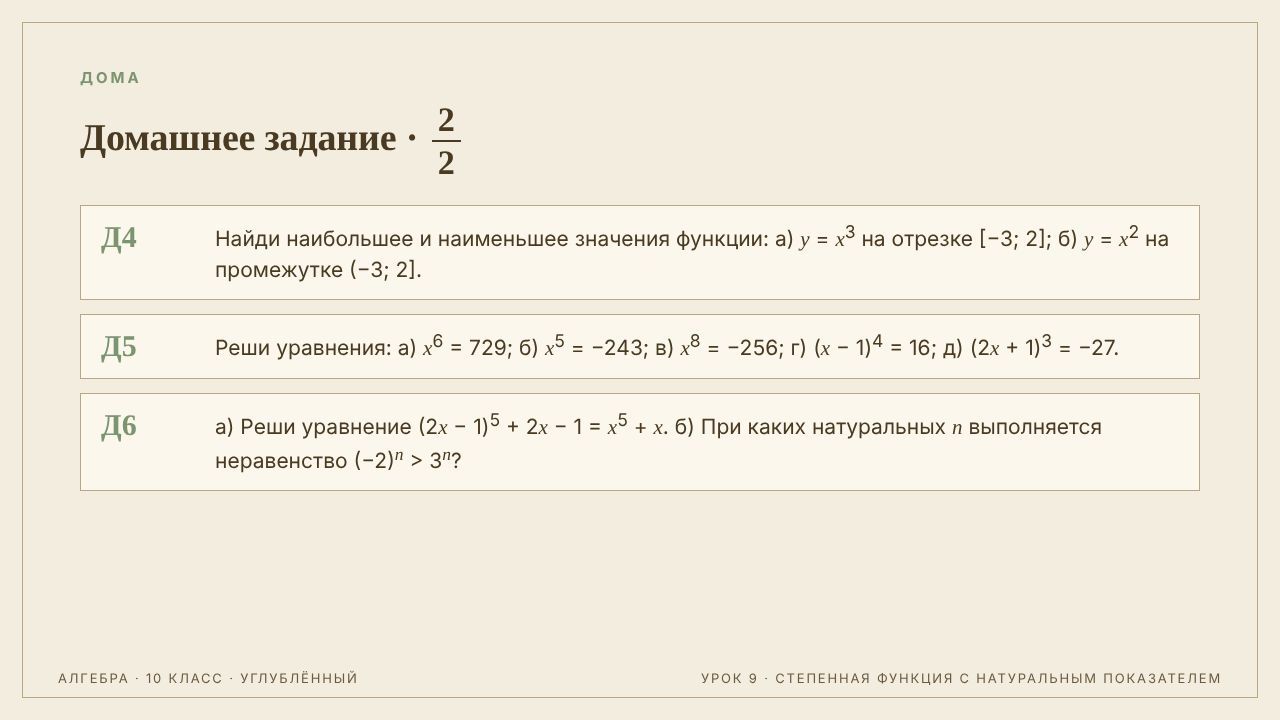 ДОМА
Домашнее задание · 2/2
Д4
Найди наибольшее и наименьшее значения функции: а) y = x³ на отрезке [−3; 2]; б) y = x² на
промежутке (−3; 2].
Д5
Реши уравнения: а) x⁶ = 729; б) x⁵ = −243; в) x⁸ = −256; г) (x − 1)⁴ = 16; д) (2x + 1)³ = −27.
Д6
а) Реши уравнение (2x − 1)⁵ + 2x − 1 = x⁵ + x. б) При каких натуральных n выполняется
неравенство (−2)ⁿ > 3ⁿ?
АЛГЕБРА · 10 КЛАСС · УГЛУБЛЁННЫЙ
УРОК 9 · СТЕПЕННАЯ ФУНКЦИЯ С НАТУРАЛЬНЫМ ПОКАЗАТЕЛЕМ